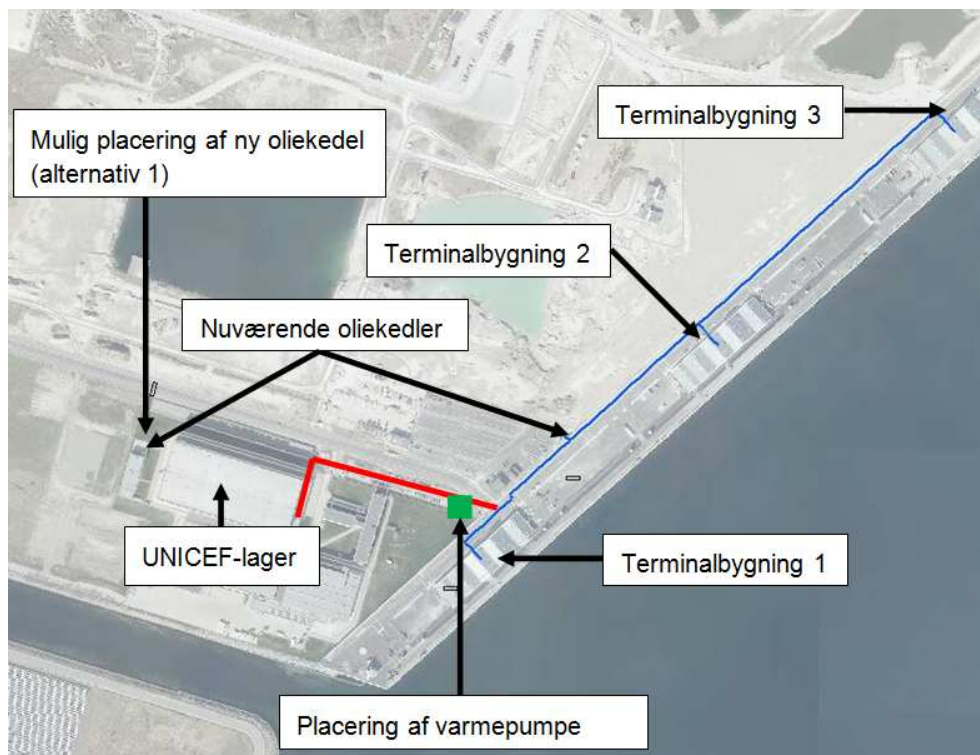 Terminalbygning 3
Mulig placering af ny oliekedel
(alternativ 1)
Terminalbygning 2
Nuværende oliekedler
UNICEF-lager
Terminalbygning 1
Placering af varmepumpe